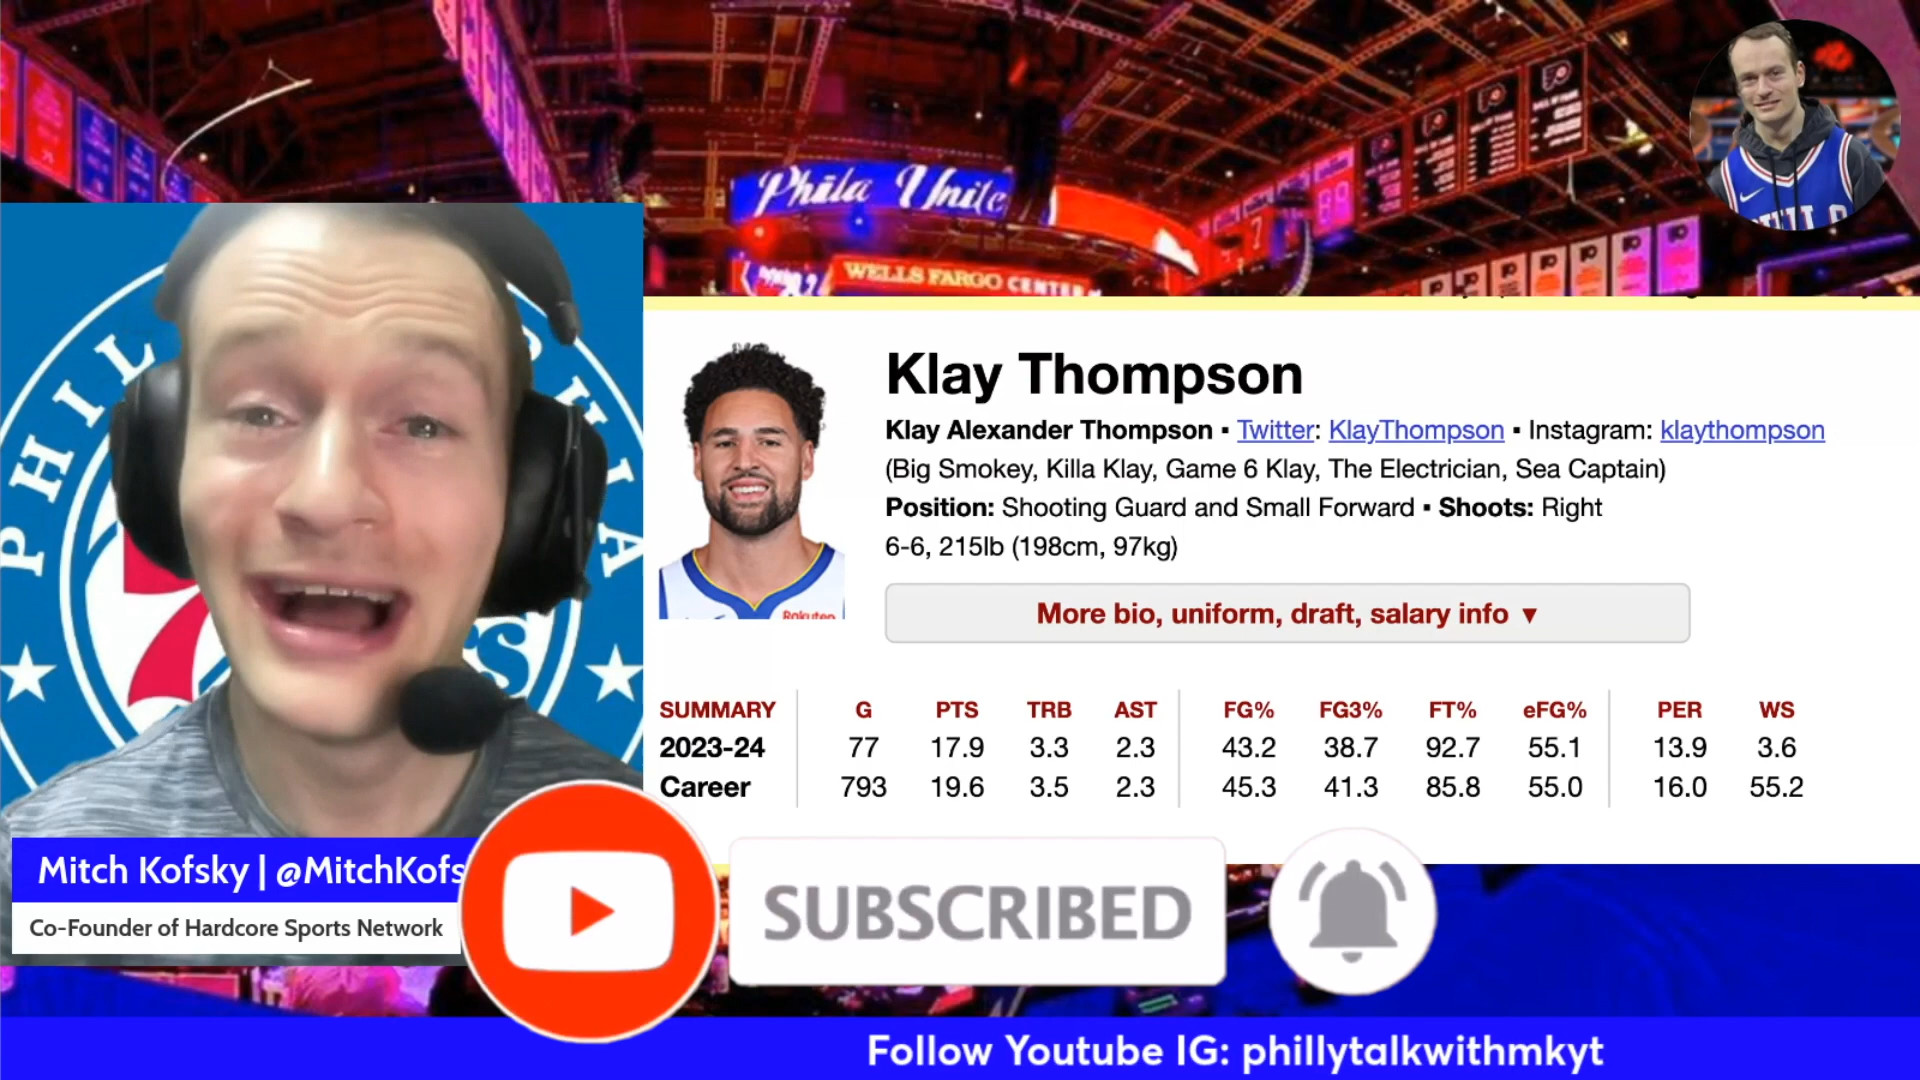 Phila Unite
WELLS FARGO CENTER
PHIL
Klay Thompson
Klay Alexander Thompson ▪ Twitter: KlayThompson ▪ Instagram: klaythompson
(Big Smokey, Killa Klay, Game 6 Klay, The Electrician, Sea Captain)
Position: Shooting Guard and Small Forward ▪ Shoots: Right
6-6, 215lb (198cm, 97kg)
Rakuten
More bio, uniform, draft, salary info ▼
SUMMARY G PTS TRB AST FG% FG3% FT% eFG% PER WS
2023-24 77 17.9 3.3 2.3 43.2 38.7 92.7 55.1 13.9 3.6
Career 793 19.6 3.5 2.3 45.3 41.3 85.8 55.0 16.0 55.2
Mitch Kofsky | @MitchKofs
Co-Founder of Hardcore Sports Network
SUBSCRIBED
Follow Youtube IG: phillytalkwithmkyt